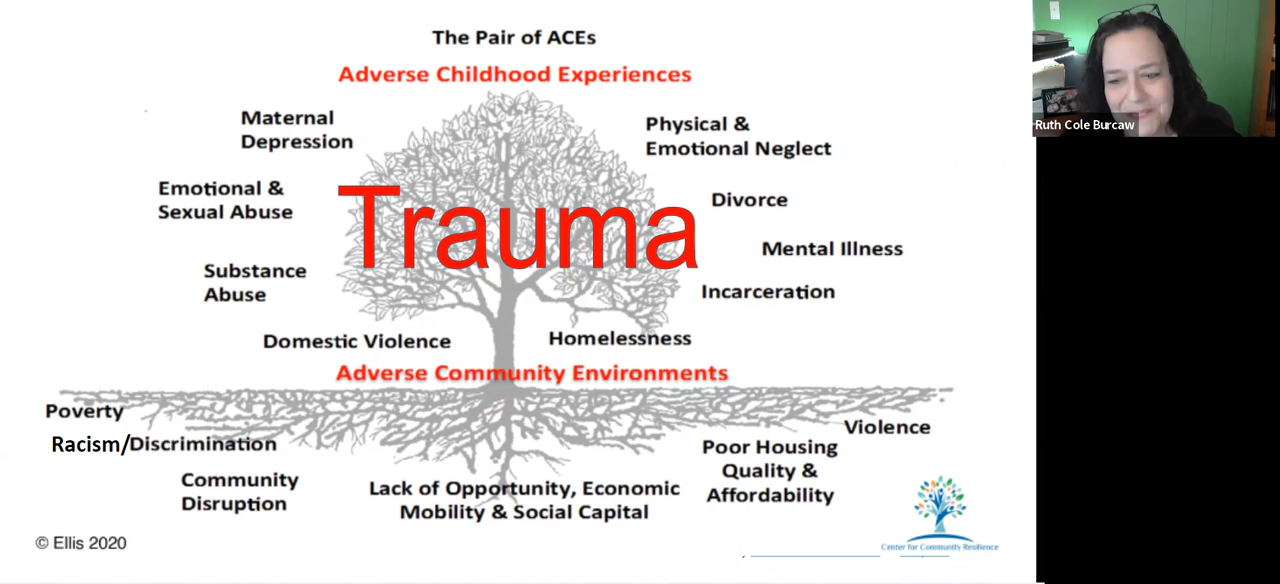 The Pair of ACEs
Adverse Childhood Experiences
Maternal
Depression
Physical &
Emotional Neglect
Emotional &
Sexual Abuse
Trauma
Divorce
Mental Illness
Substance
Abuse
Incarceration
Domestic Violence
Homelessness
Adverse Community Environments
Poverty
Racism/Discrimination
Violence
Community
Disruption
Lack of Opportunity, Economic
Mobility & Social Capital
Poor Housing
Quality &
Affordability
© Ellis 2020
Center for Community Resilience
Ruth Cole Burcaw